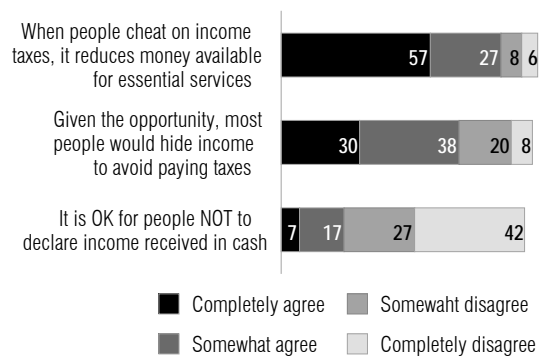 When people cheat on income
taxes, it reduces money available
for essential services
57 27 8 6
Given the opportunity, most
people would hide income
to avoid paying taxes
30 38 20 8
It is OK for people NOT to
declare income received in cash
7 17 27 42
Completely agree Somewaht disagree
Somewhat agree Completely disagree